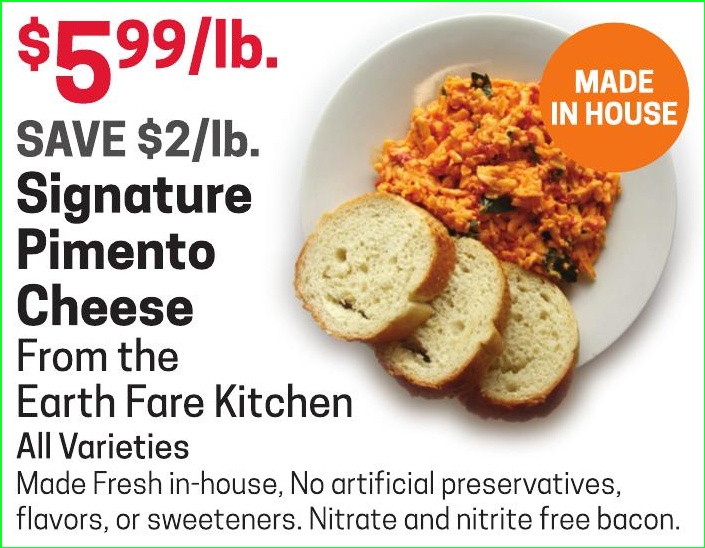 $5.99/lb.
SAVE $2/lb.
Signature
Pimento
Cheese
From the
Earth Fare Kitchen
All Varieties
Made Fresh in-house, No artificial preservatives,
flavors, or sweeteners. Nitrate and nitrite free bacon.
MADE
IN HOUSE